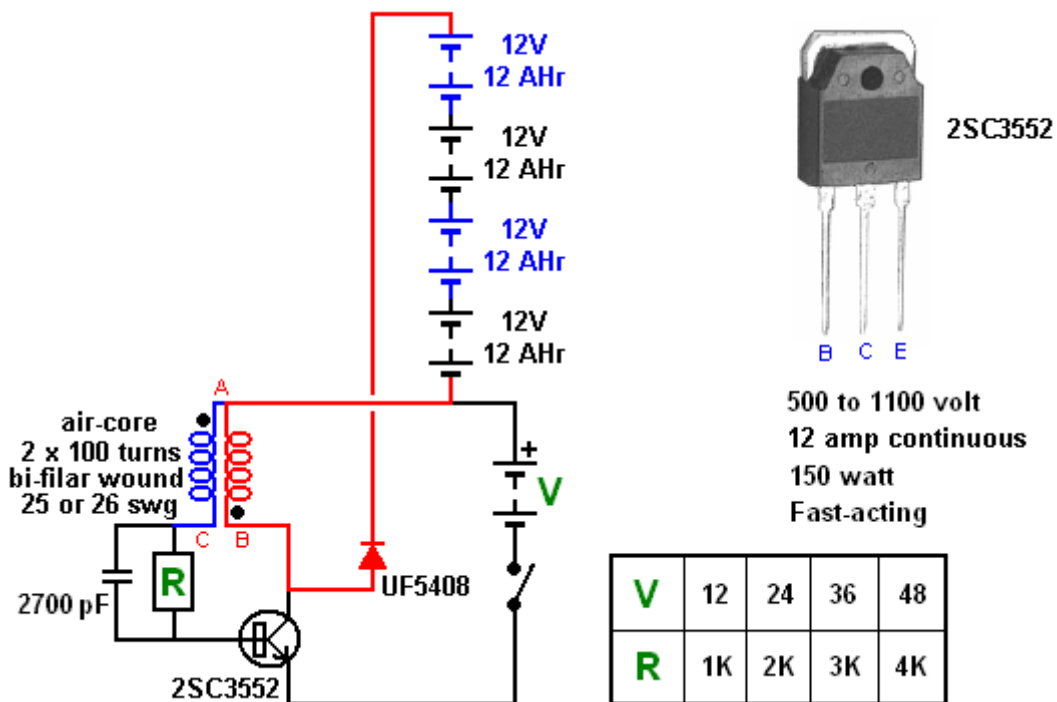 12V
12 AHr
12V
12 AHr
12V
12 AHr
12V
12 AHr
A
air-core
2 x 100 turns
bi-filar wound
25 or 26 swg
C
B
R
2700 pF
2SC3552
UF5408
+
V
2SC3552
B C E
500 to 1100 volt
12 amp continuous
150 watt
Fast-acting
V 12 24 36 48
R 1K 2K 3K 4K